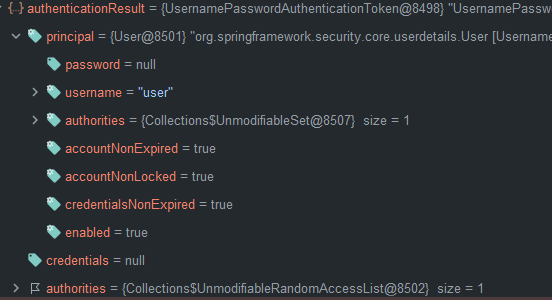 authenticationResult = {UsernamePasswordAuthenticationToken@8498} "UsernamePassw
principal = {User@8501} "org.springframework.security.core.userdetails.User [Usernam
password = null
username = "user"
authorities = {Collections$UnmodifiableSet@8507} size = 1
accountNonExpired = true
accountNonLocked = true
credentialsNonExpired = true
enabled = true
credentials = null
authorities = {Collections$UnmodifiableRandomAccessList@8502} size = 1